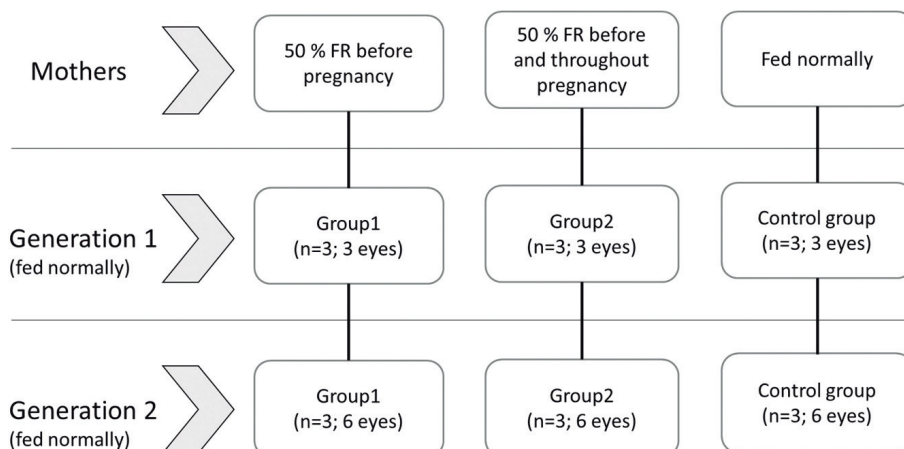 Mothers
50 % FR before
pregnancy
50 % FR before
and throughout
pregnancy
Fed normally
Generation 1
(fed normally)
Group1
(n=3; 3 eyes)
Group2
(n=3; 3 eyes)
Control group
(n=3; 3 eyes)
Generation 2
(fed normally)
Group1
(n=3; 6 eyes)
Group2
(n=3; 6 eyes)
Control group
(n=3; 6 eyes)